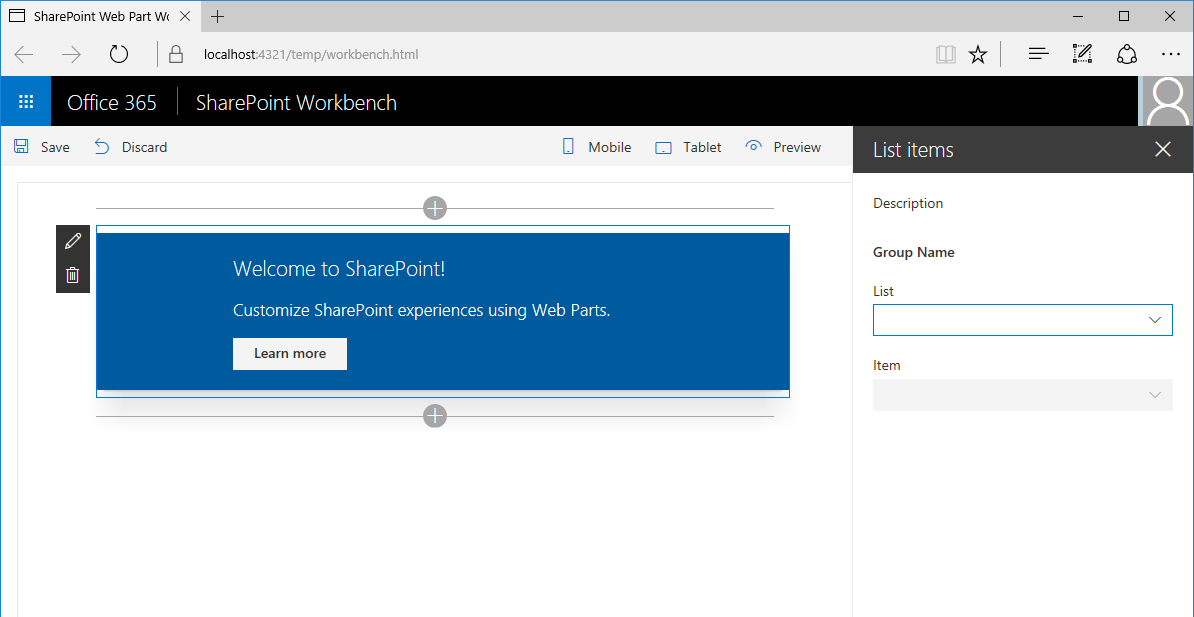 SharePoint Web Part Wo
localhost:4321/temp/workbench.html
Office 365 SharePoint Workbench
Save Discard Mobile Tablet Preview
List items
Description
Group Name
List
Item
Welcome to SharePoint!
Customize SharePoint experiences using Web Parts.
Learn more